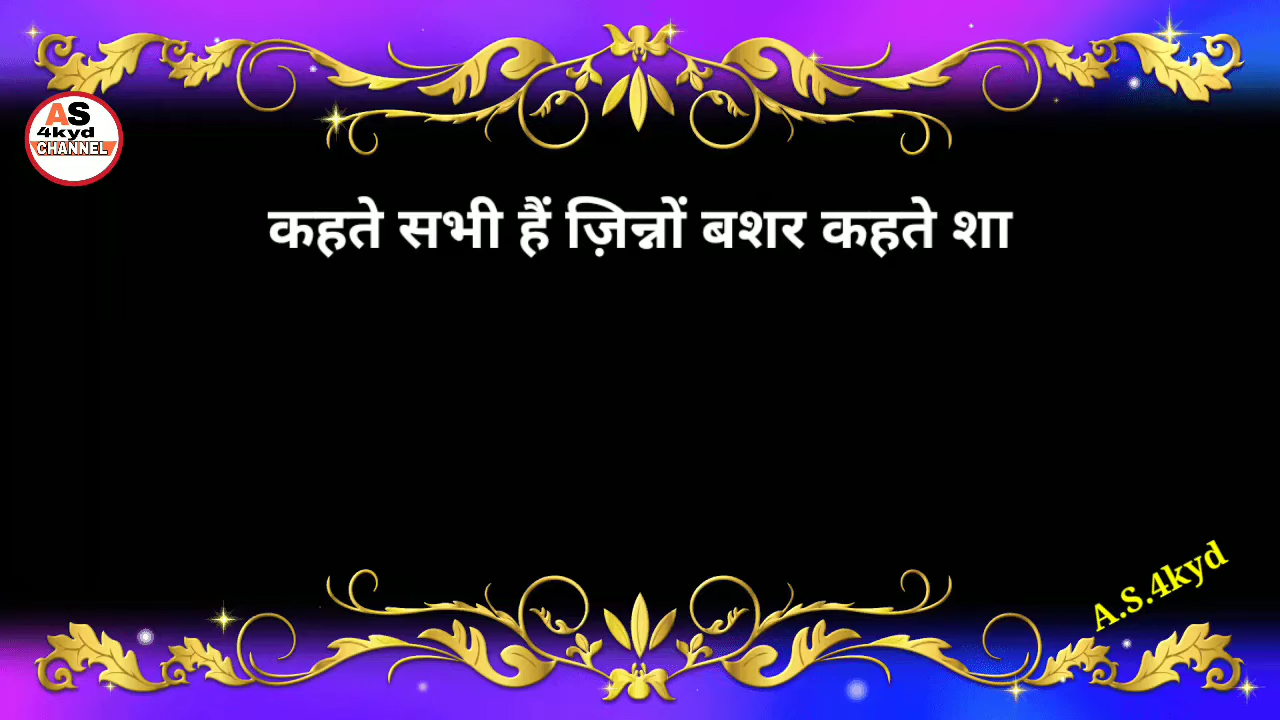 AS
4kyd
CHANNEL
कहते सभी हैं ज़िन्नों बशर कहते शा
A.S.4kyd